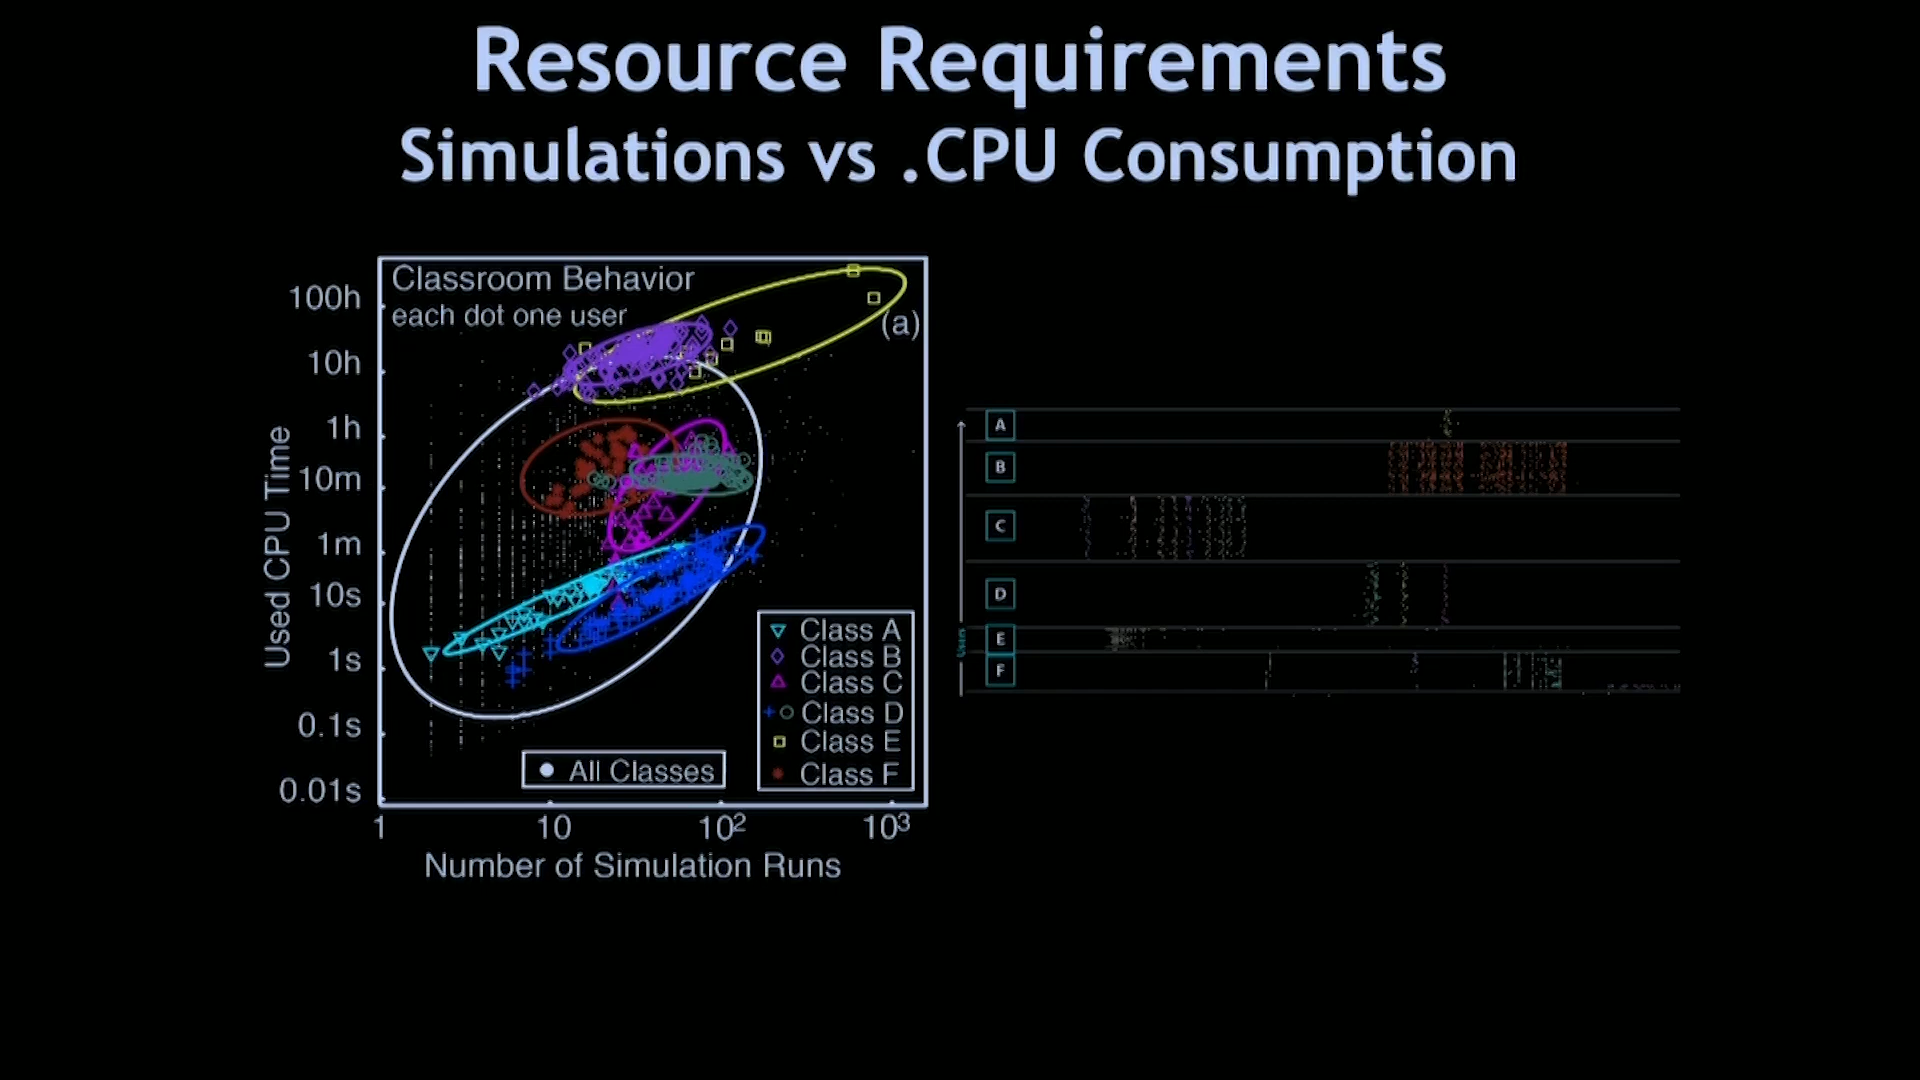 Resource Requirements
Simulations vs .CPU Consumption
Classroom Behavior
each dot one user
(a)
100h
10h
1h
10m
1m
10s
1s
0.1s
0.01s
Used CPU Time
Class A
Class B
Class C
Class D
Class E
Class F
All Classes
1
10
10²
10³
Number of Simulation Runs
A
B
C
D
E
F